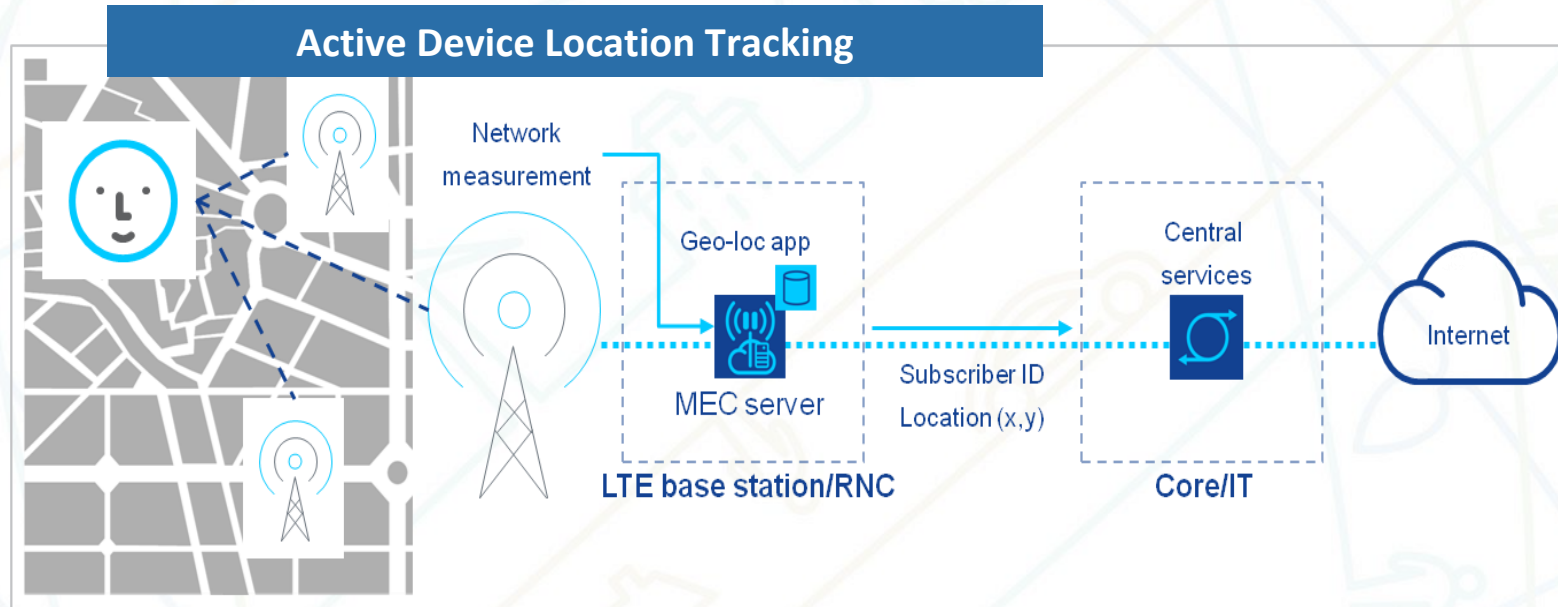 Active Device Location Tracking
Network
measurement
Geo-loc app
MEC server
LTE base station/RNC
Subscriber ID
Location (x,y)
Central
services
Core/IT
Internet